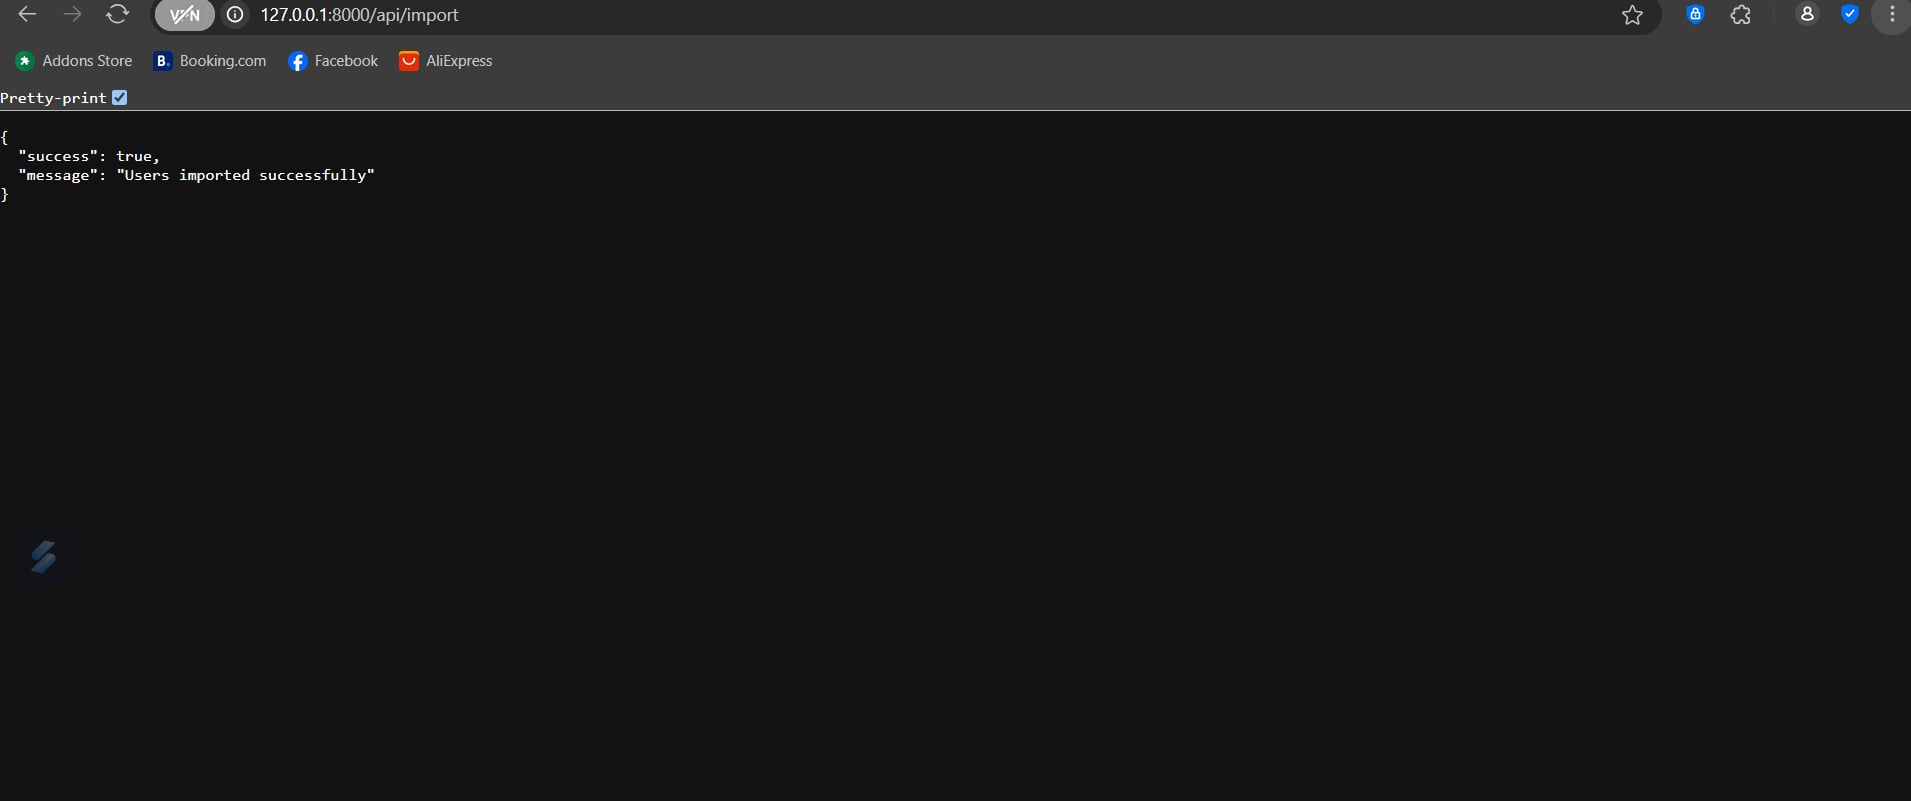 VPN 127.0.0.1:8000/api/import
Addons Store B. Booking.com Facebook AliExpress
Pretty-print
{
"success": true,
"message": "Users imported successfully"
}